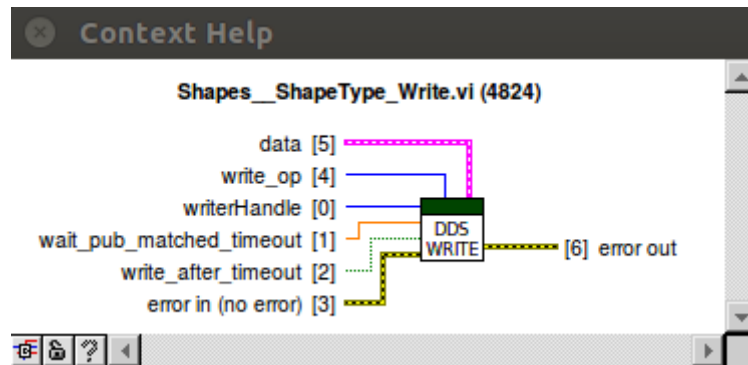 Context Help
Shapes__ShapeType_Write.vi (4824)
data [5]
write_op [4]
writerHandle [0]
wait_pub_matched_timeout [1]
write_after_timeout [2]
error in (no error) [3]
DDS
WRITE
[6] error out
?